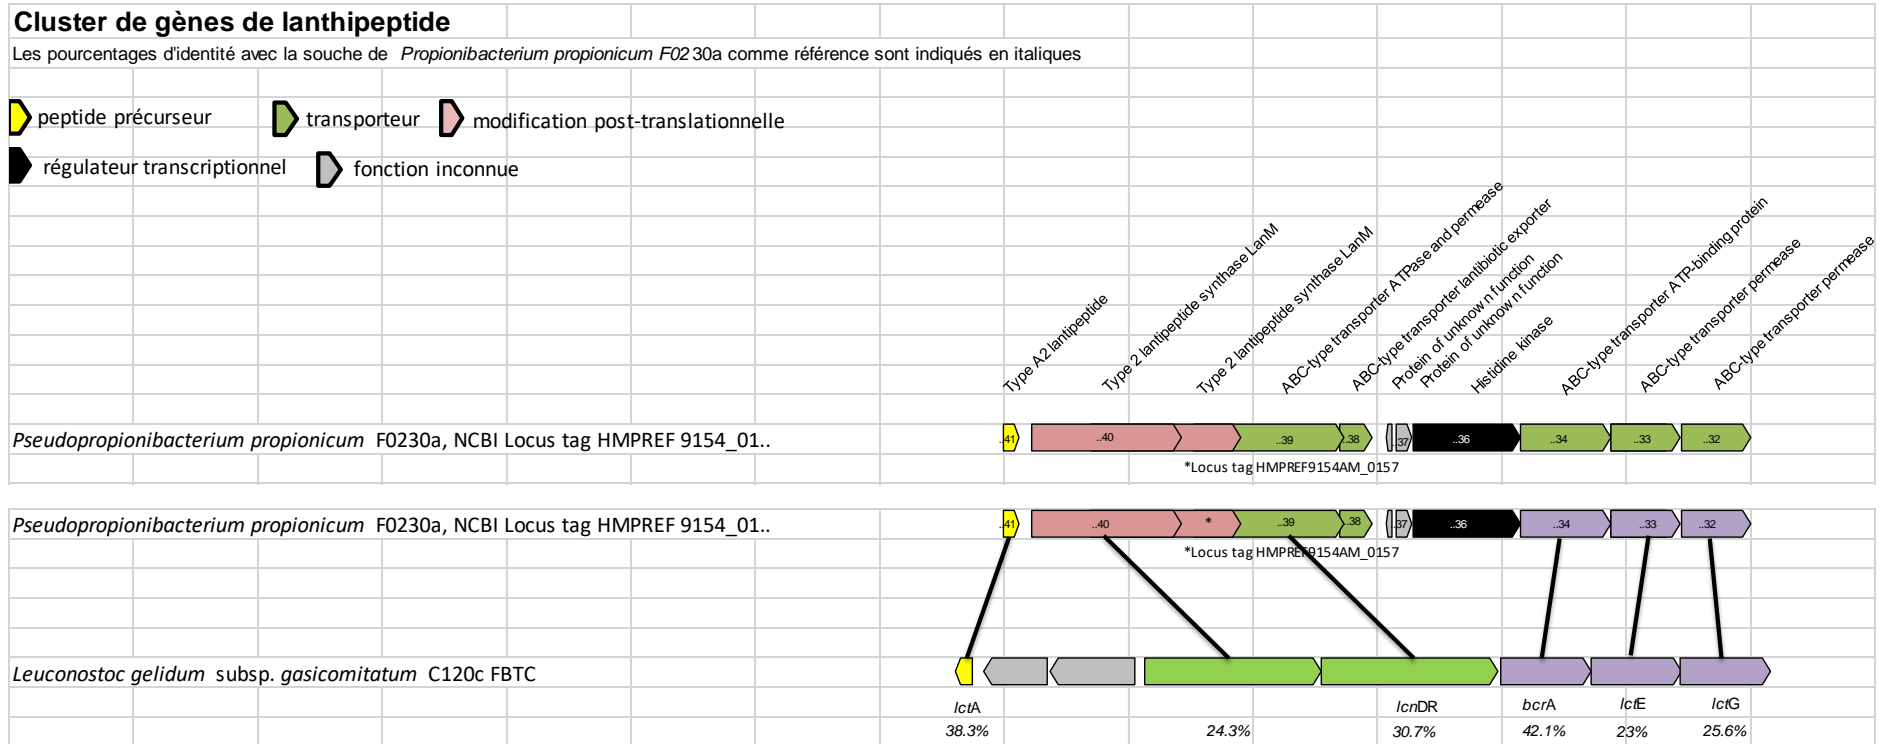 Cluster de gènes de lanthipeptide
Les pourcentages d'identité avec la souche de Propionibacterium propionicum F0230a comme référence sont indiqués en italiques
peptide précurseur
transporteur
modification post-translationnelle
régulateur transcriptionnel
fonction inconnue
Type A2 lantipeptide
Type 2 lantipeptide synthase LanM
Type 2 lantipeptide synthase LanM
ABC-type transporter ATPase and permease
ABC-type transporter lantibiotic exporter
Protein of unknown function
Protein of unknown function
Histidine kinase
ABC-type transporter ATP-binding protein
ABC-type transporter permease
ABC-type transporter permease
Pseudopropionibacterium propionicum F0230a, NCBI Locus tag HMPREF 9154_01..
..41
..40
..39
..38
..37
..36
..34
..33
..32
*Locus tag HMPREF9154AM_0157
Pseudopropionibacterium propionicum F0230a, NCBI Locus tag HMPREF 9154_01..
..41
..40
*
..39
..38
..37
..36
..34
..33
..32
*Locus tag HMPREF9154AM_0157
Leuconostoc gelidum subsp. gasicomitatum C120c FBTC
lctA
lcnDR
bcrA
lctE
lctG
38.3%
24.3%
30.7%
42.1%
23%
25.6%